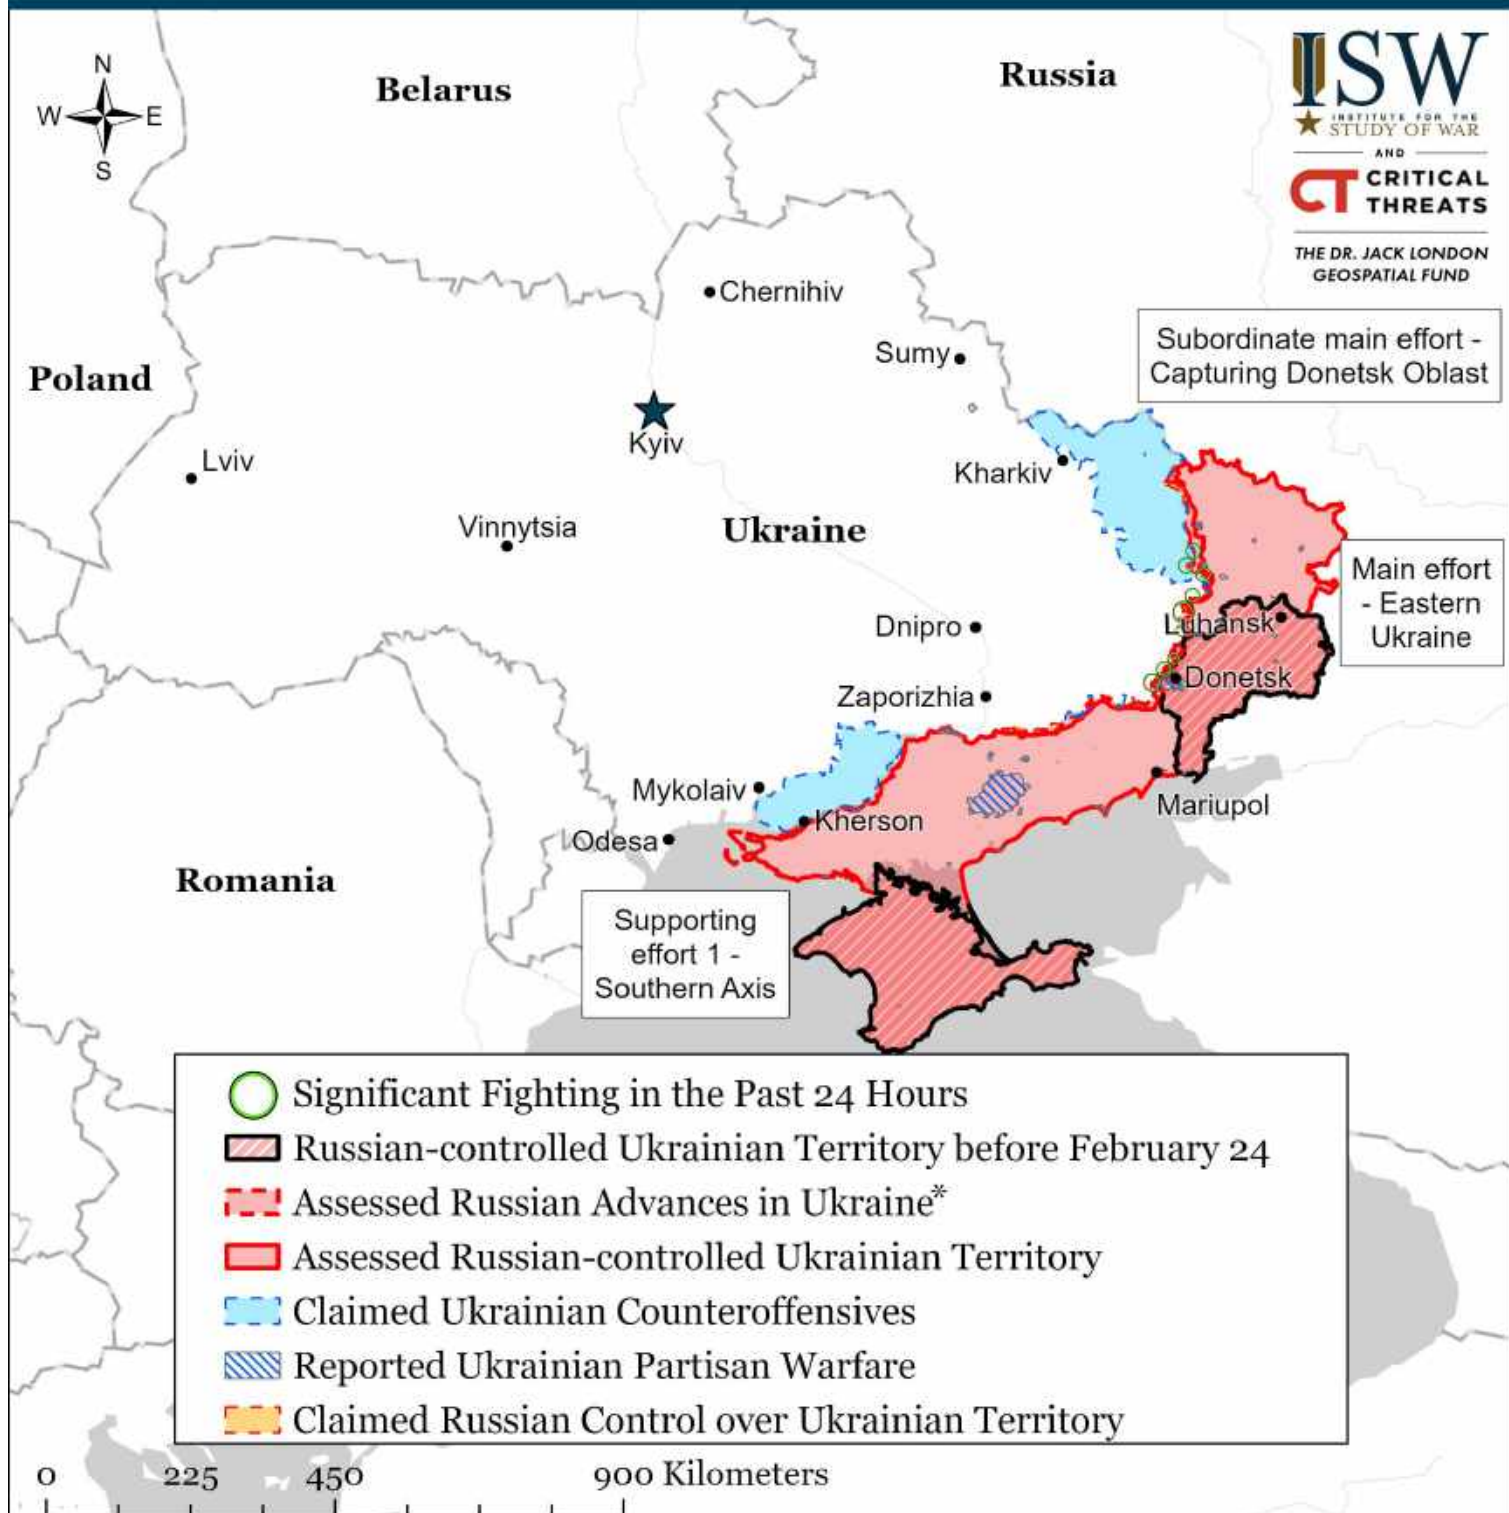 N
W E
S
Belarus
Russia
ISW
INSTITUTE FOR THE
STUDY OF WAR
AND
CT CRITICAL
THREATS
THE DR. JACK LONDON
GEOSPATIAL FUND
Chernihiv
Subordinate main effort -
Capturing Donetsk Oblast
Sumy
Poland
Kyiv
Lviv
Kharkiv
Vinnytsia
Ukraine
Main effort
- Eastern
Ukraine
Dnipro
Luhansk
Donetsk
Zaporizhia
Mykolaiv
Mariupol
Kherson
Odesa
Romania
Supporting
effort 1 -
Southern Axis
Significant Fighting in the Past 24 Hours
Russian-controlled Ukrainian Territory before February 24
Assessed Russian Advances in Ukraine*
Assessed Russian-controlled Ukrainian Territory
Claimed Ukrainian Counteroffensives
Reported Ukrainian Partisan Warfare
Claimed Russian Control over Ukrainian Territory
0 225 450 900 Kilometers